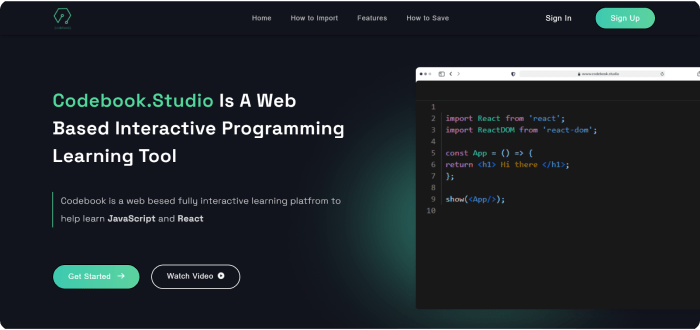 Home How to Import Features How to Save Sign In Sign Up
Codebook.Studio Is A Web
Based Interactive Programming
Learning Tool
Codebook is a web besed fully interactive learning platfrom to
help learn JavaScript and React
Get Started → Watch Video
www.codebook.studio
1
2 import React from 'react';
3 import ReactDOM from 'react-dom';
4
5 const App = () => {
6 return <h1> Hi there </h1>;
7 };
8
9 show(<App/>);
10